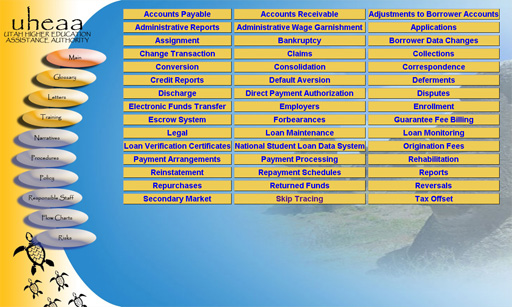 uheaa
UTAH HIGHER EDUCATION
ASSISTANCE AUTHORITY
Main
Glossary
Letters
Training
Narratives
Procedures
Policy
Responsible Staff
Flow Charts
Risks
Accounts Payable Accounts Receivable Adjustments to Borrower Accounts
Administrative Reports Administrative Wage Garnishment Applications
Assignment Bankruptcy Borrower Data Changes
Change Transaction Claims Collections
Conversion Consolidation Correspondence
Credit Reports Default Aversion Deferments
Discharge Direct Payment Authorization Disputes
Electronic Funds Transfer Employers Enrollment
Escrow System Forbearances Guarantee Fee Billing
Legal Loan Maintenance Loan Monitoring
Loan Verification Certificates National Student Loan Data System Origination Fees
Payment Arrangements Payment Processing Rehabilitation
Reinstatement Repayment Schedules Reports
Repurchases Returned Funds Reversals
Secondary Market Skip Tracing Tax Offset